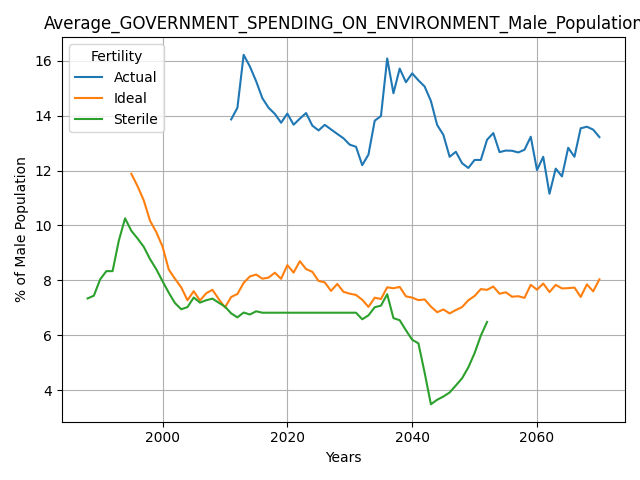 Average_GOVERNMENT_SPENDING_ON_ENVIRONMENT_Male_Population
Fertility
Actual
Ideal
Sterile
% of Male Population
16
14
12
10
8
6
4
2000
2020
2040
2060
Years